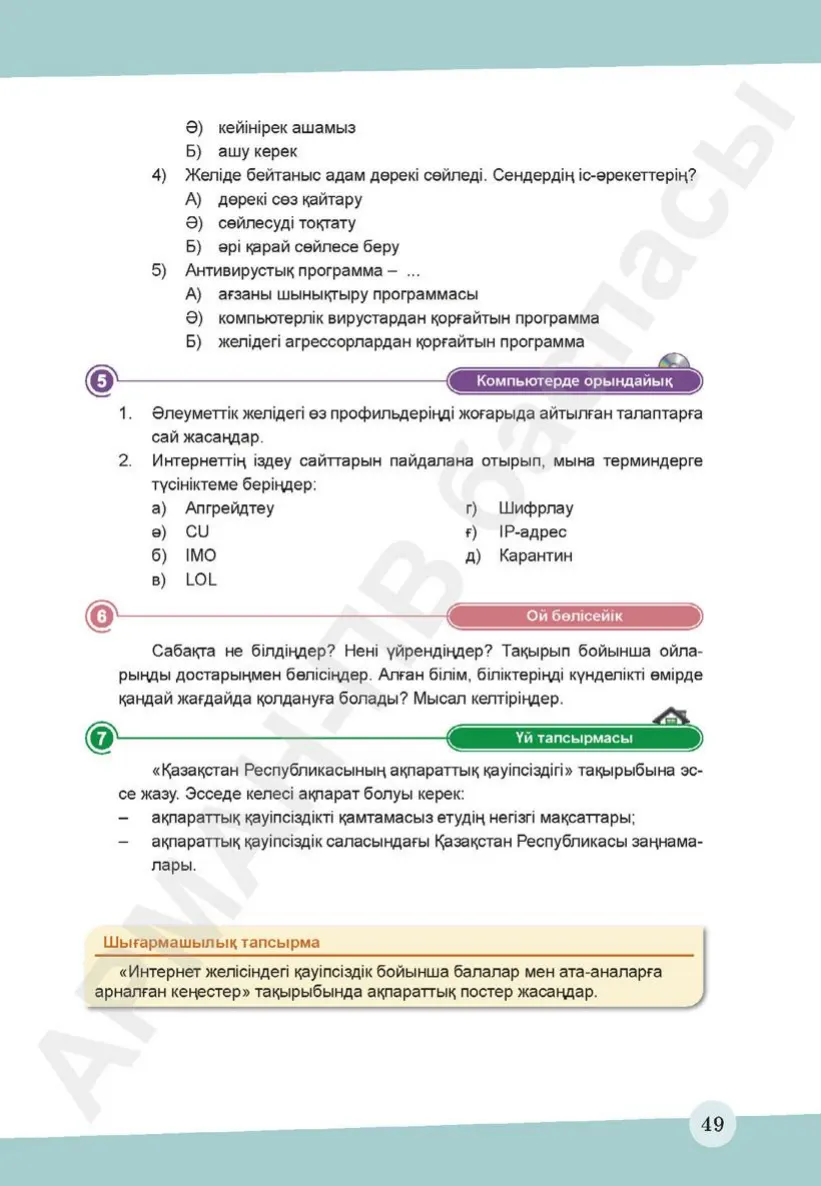 Ә) кейінірек ашамыз
Б) ашу керек
4) Желіде бейтаныс адам дөрекі сөйледі. Сендердің іс-әрекеттерің?
А) дөрекі сөз қайтару
Ә) сөйлесуді тоқтату
Б) әрі қарай сөйлесе беру
5) Антивирустық программа – ...
А) ағзаны шынықтыру программасы
Ә) компьютерлік вирустардан қорғайтын программа
Б) желідегі агрессорлардан қорғайтын программа
5 Компьютерде орындайық
1. Әлеуметтік желідегі өз профильдеріңді жоғарыда айтылған талаптарға
сай жасаңдар.
2. Интернеттің іздеу сайттарын пайдалана отырып, мына терминдерге
түсініктеме беріңдер:
а) Апгрейдтеу г) Шифрлау
ә) CU ғ) IP-адрес
б) IMO д) Карантин
в) LOL
6 Ой бөлісейік
Сабақта не білдіңдер? Нені үйрендіңдер? Тақырып бойынша ойла-
рыңды достарыңмен бөлісіңдер. Алған білім, біліктеріңді күнделікті өмірде
қандай жағдайда қолдануға болады? Мысал келтіріңдер.
7 Үй тапсырмасы
«Қазақстан Республикасының ақпараттық қауіпсіздігі» тақырыбына эс-
се жазу. Эсседе келесі ақпарат болуы керек:
– ақпараттық қауіпсіздікті қамтамасыз етудің негізгі мақсаттары;
– ақпараттық қауіпсіздік саласындағы Қазақстан Республикасы заңнама-
лары.
Шығармашылық тапсырма
«Интернет желісіндегі қауіпсіздік бойынша балалар мен ата-аналарға
арналған кеңестер» тақырыбында ақпараттық постер жасаңдар.
49
АРМАН-ПВ баспасы